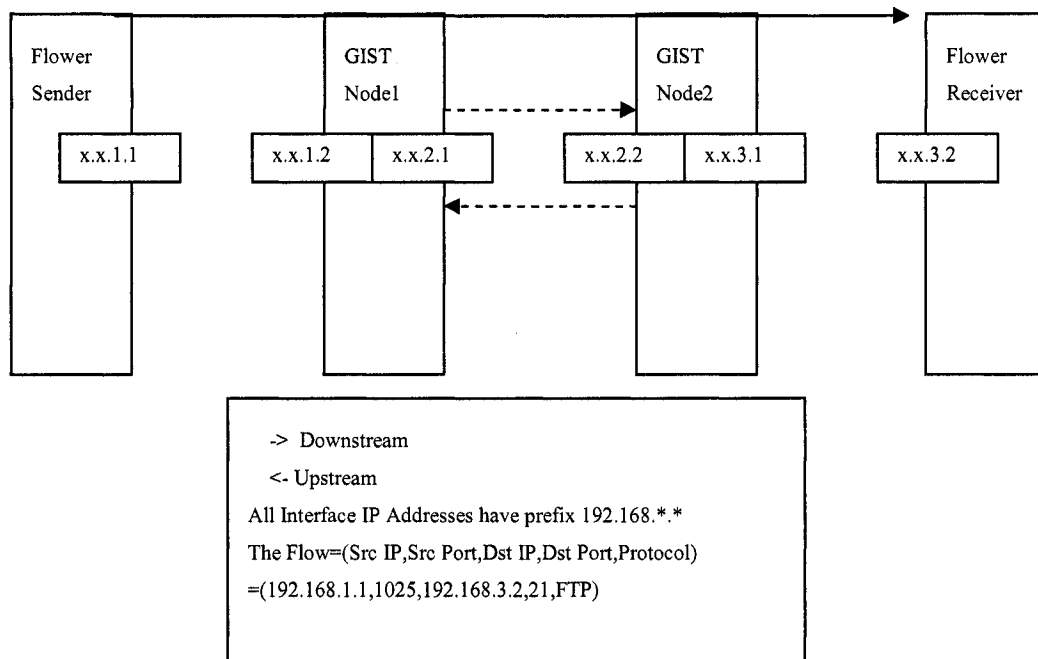 Flower
Sender
GIST
Node1
GIST
Node2
Flower
Receiver
x.x.1.1
x.x.1.2
x.x.2.1
x.x.2.2
x.x.3.1
x.x.3.2
-> Downstream
<- Upstream
All Interface IP Addresses have prefix 192.168.*.*
The Flow=(Src IP,Src Port,Dst IP,Dst Port,Protocol)
=(192.168.1.1,1025,192.168.3.2,21,FTP)